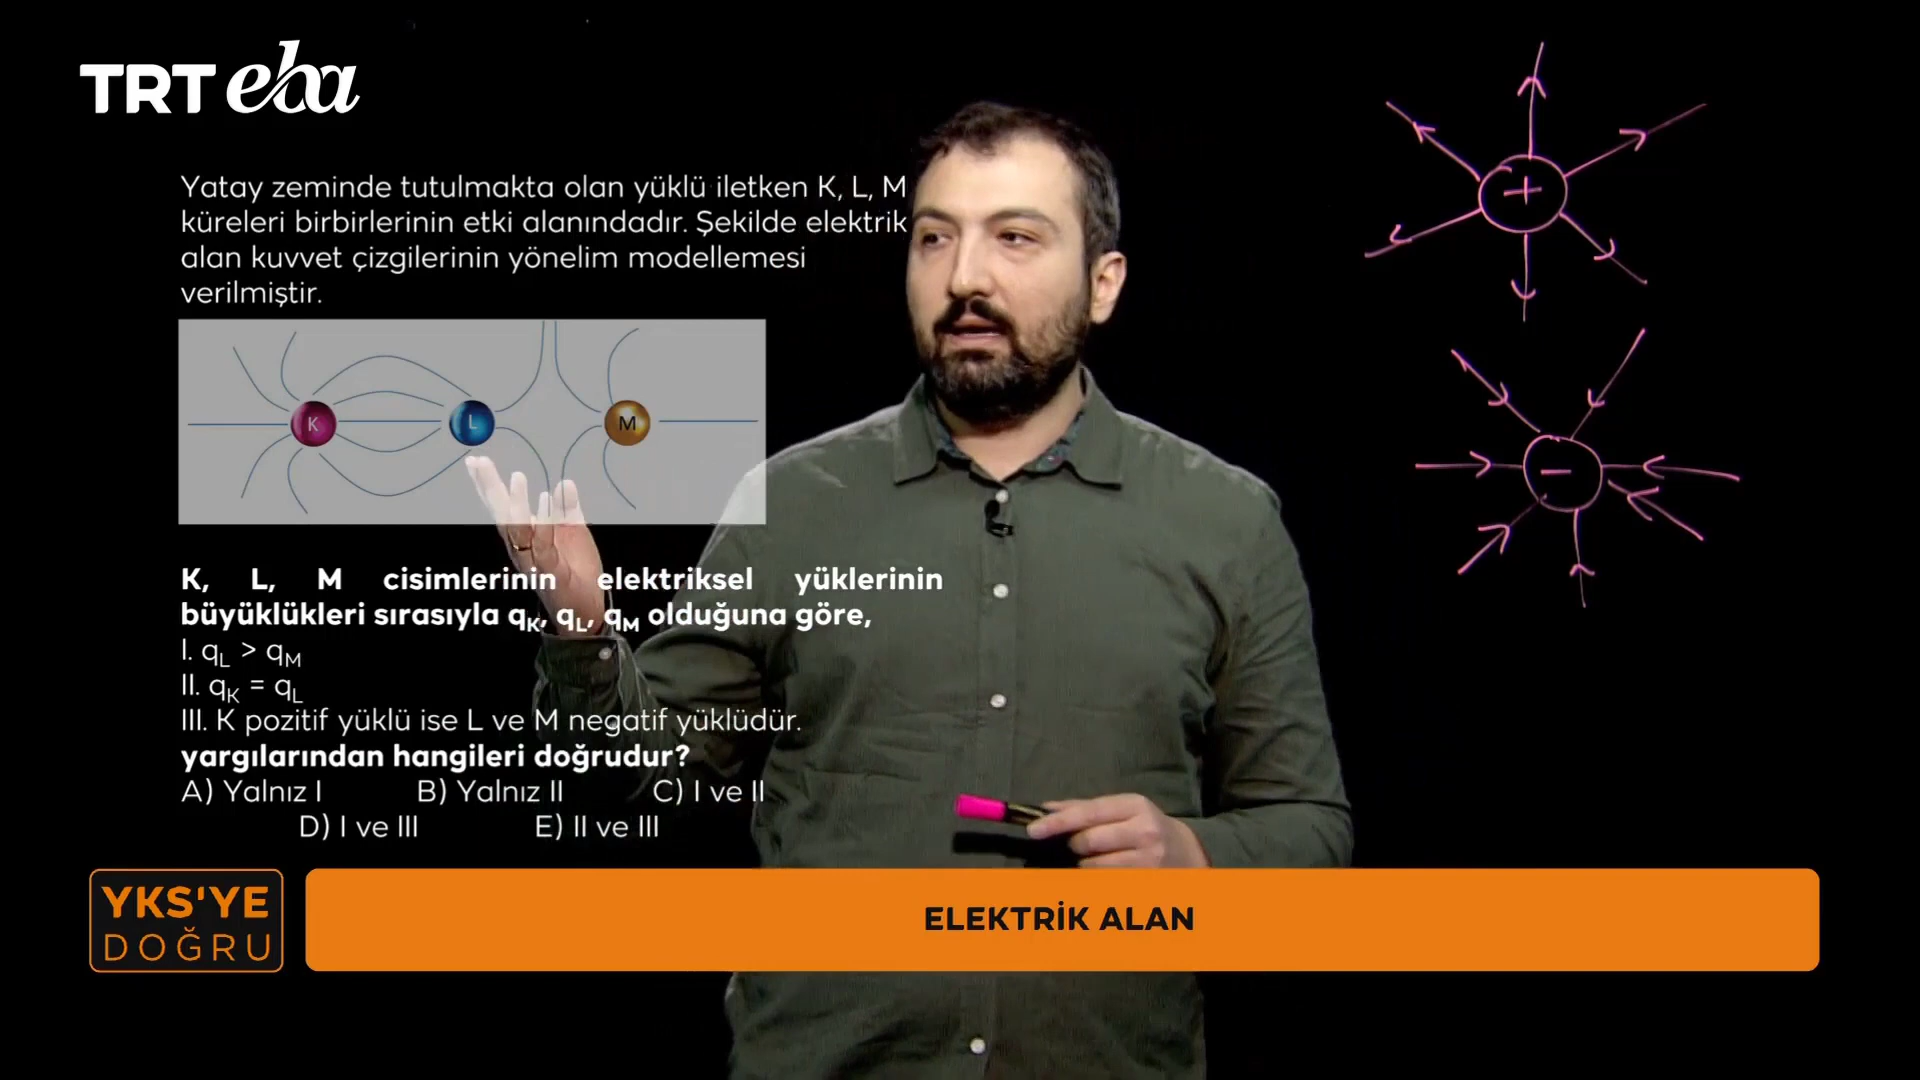 TRT eba
Yatay zeminde tutulmakta olan yüklü iletken K, L, M
küreleri birbirlerinin etki alanındadır. Şekilde elektrik
alan kuvvet çizgilerinin yönelim modellemesi
verilmiştir.
K L M
K, L, M cisimlerinin elektriksel yüklerinin
büyüklükleri sırasıyla qK, qL, qM olduğuna göre,
I. qL > qM
II. qK = qL
III. K pozitif yüklü ise L ve M negatif yüklüdür.
yargılarından hangileri doğrudur?
A) Yalnız I B) Yalnız II C) I ve II
D) I ve III E) II ve III
+
−
YKS'YE
DOĞRU
ELEKTRİK ALAN